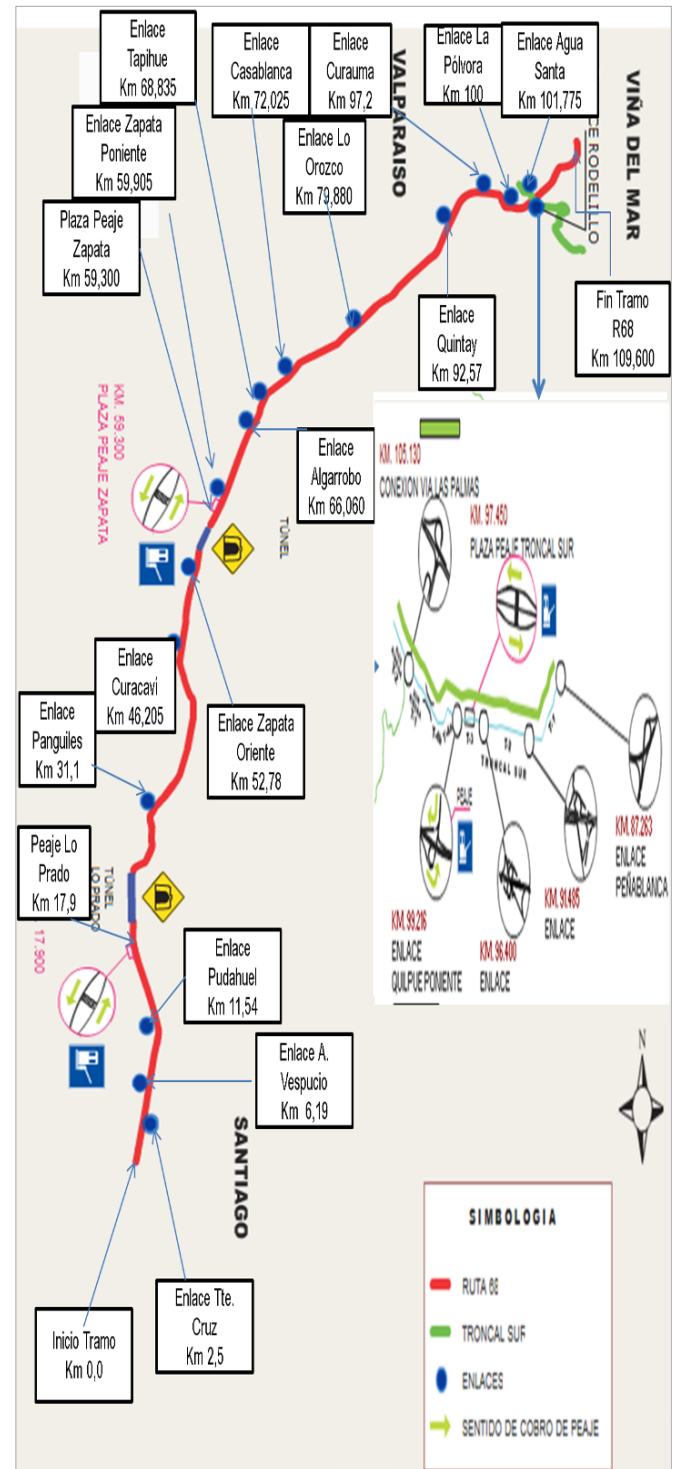 Enlace
Tapihue
Km 68,835
Enlace
Casablanca
Km 72,025
Enlace
Curauma
Km 97,2
Enlace La
Pólvora
Km 100
Enlace Agua
Santa
Km 101,775
VALPARAISO
VIÑA DEL MAR
CE RODELILLO
Enlace Zapata
Poniente
Km 59,905
Enlace Lo
Orozco
Km 79,880
Plaza Peaje
Zapata
Km 59,300
Enlace
Quintay
Km 92,57
Fin Tramo
R68
Km 109,600
KM. 59.300
PLAZA PEAJE ZAPATA
Enlace
Algarrobo
Km 66,060
TÚNEL
KM. 105.130
CONEXION VIA LAS PALMAS
KM. 97.450
PLAZA PEAJE TRONCAL SUR
TRONCAL SUR
PEAJE
KM. 87.263
ENLACE
PEÑABLANCA
KM. 91.485
ENLACE
KM. 96.400
ENLACE
KM. 99.216
ENLACE
QUILPUE PONIENTE
Enlace
Curacaví
Km 46,205
Enlace Zapata
Oriente
Km 52,78
Enlace
Panguiles
Km 31,1
Peaje Lo
Prado
Km 17,9
TÚNEL
LO PRADO
17.900
Enlace
Pudahuel
Km 11,54
Enlace A.
Vespucio
Km 6,19
SANTIAGO
N
Enlace Tte.
Cruz
Km 2,5
Inicio Tramo
Km 0,0
SIMBOLOGIA
RUTA 68
TRONCAL SUR
ENLACES
SENTIDO DE COBRO DE PEAJE